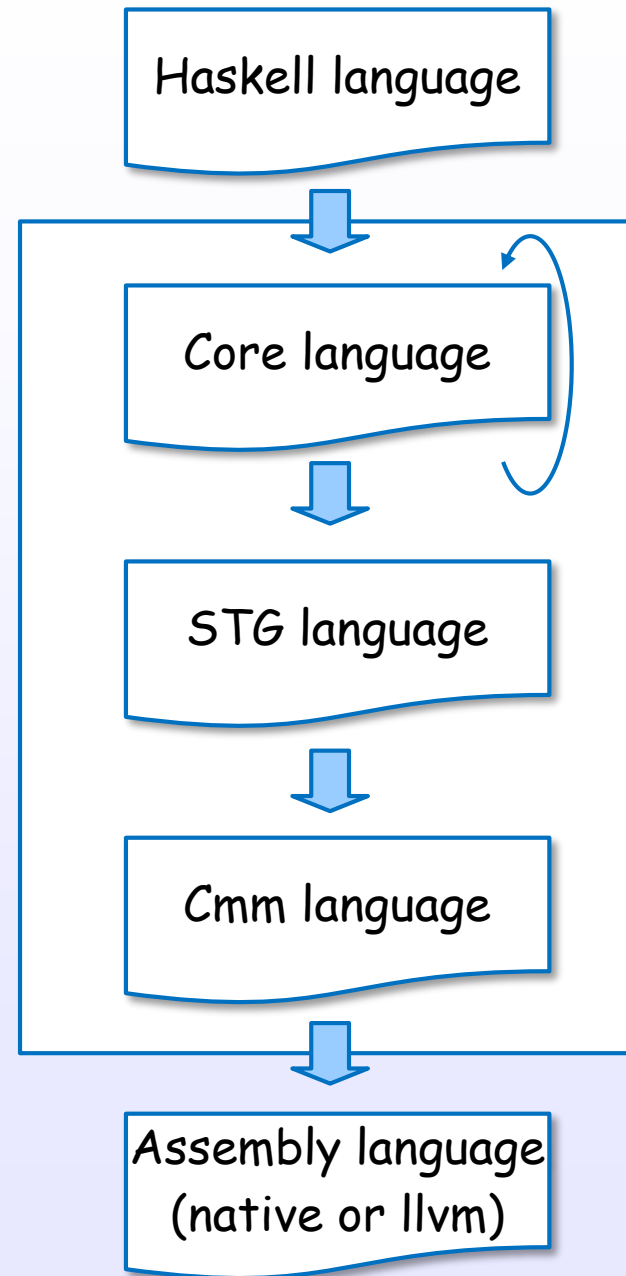 Haskell language
Core language
STG language
Cmm language
Assembly language
(native or llvm)